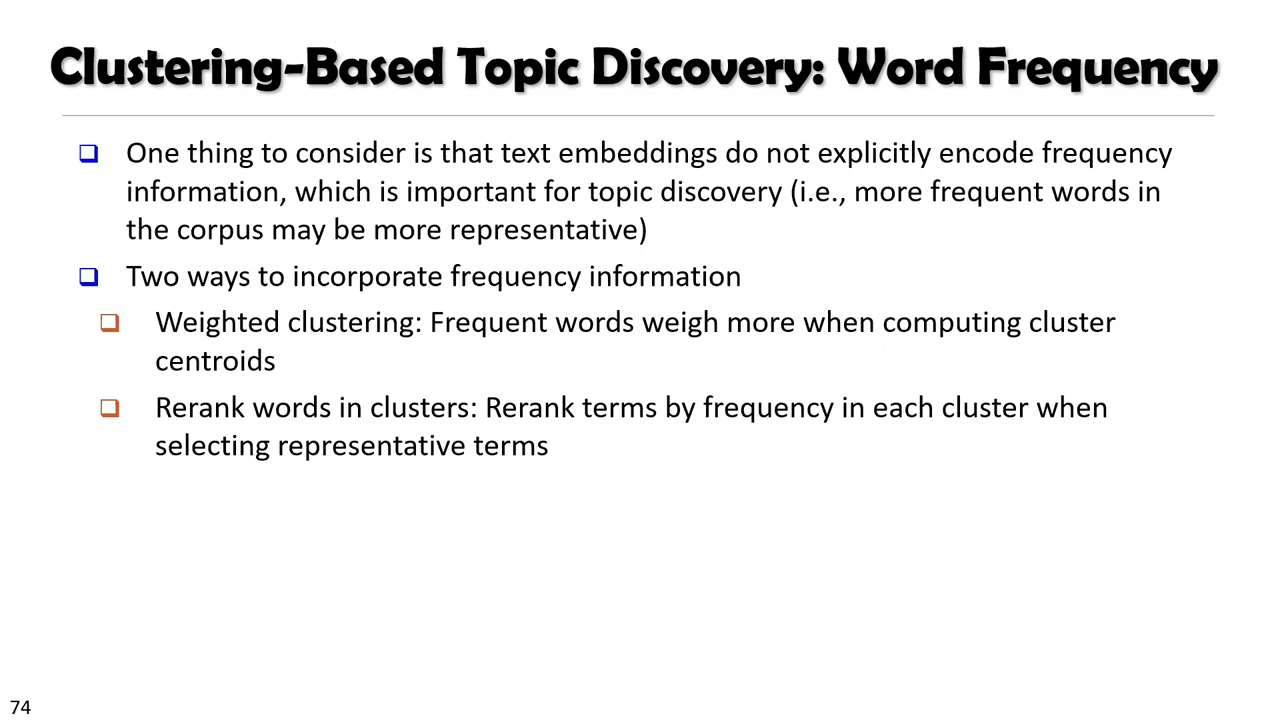 Clustering-Based Topic Discovery: Word Frequency
One thing to consider is that text embeddings do not explicitly encode frequency
information, which is important for topic discovery (i.e., more frequent words in
the corpus may be more representative)
Two ways to incorporate frequency information
Weighted clustering: Frequent words weigh more when computing cluster
centroids
Rerank words in clusters: Rerank terms by frequency in each cluster when
selecting representative terms
74